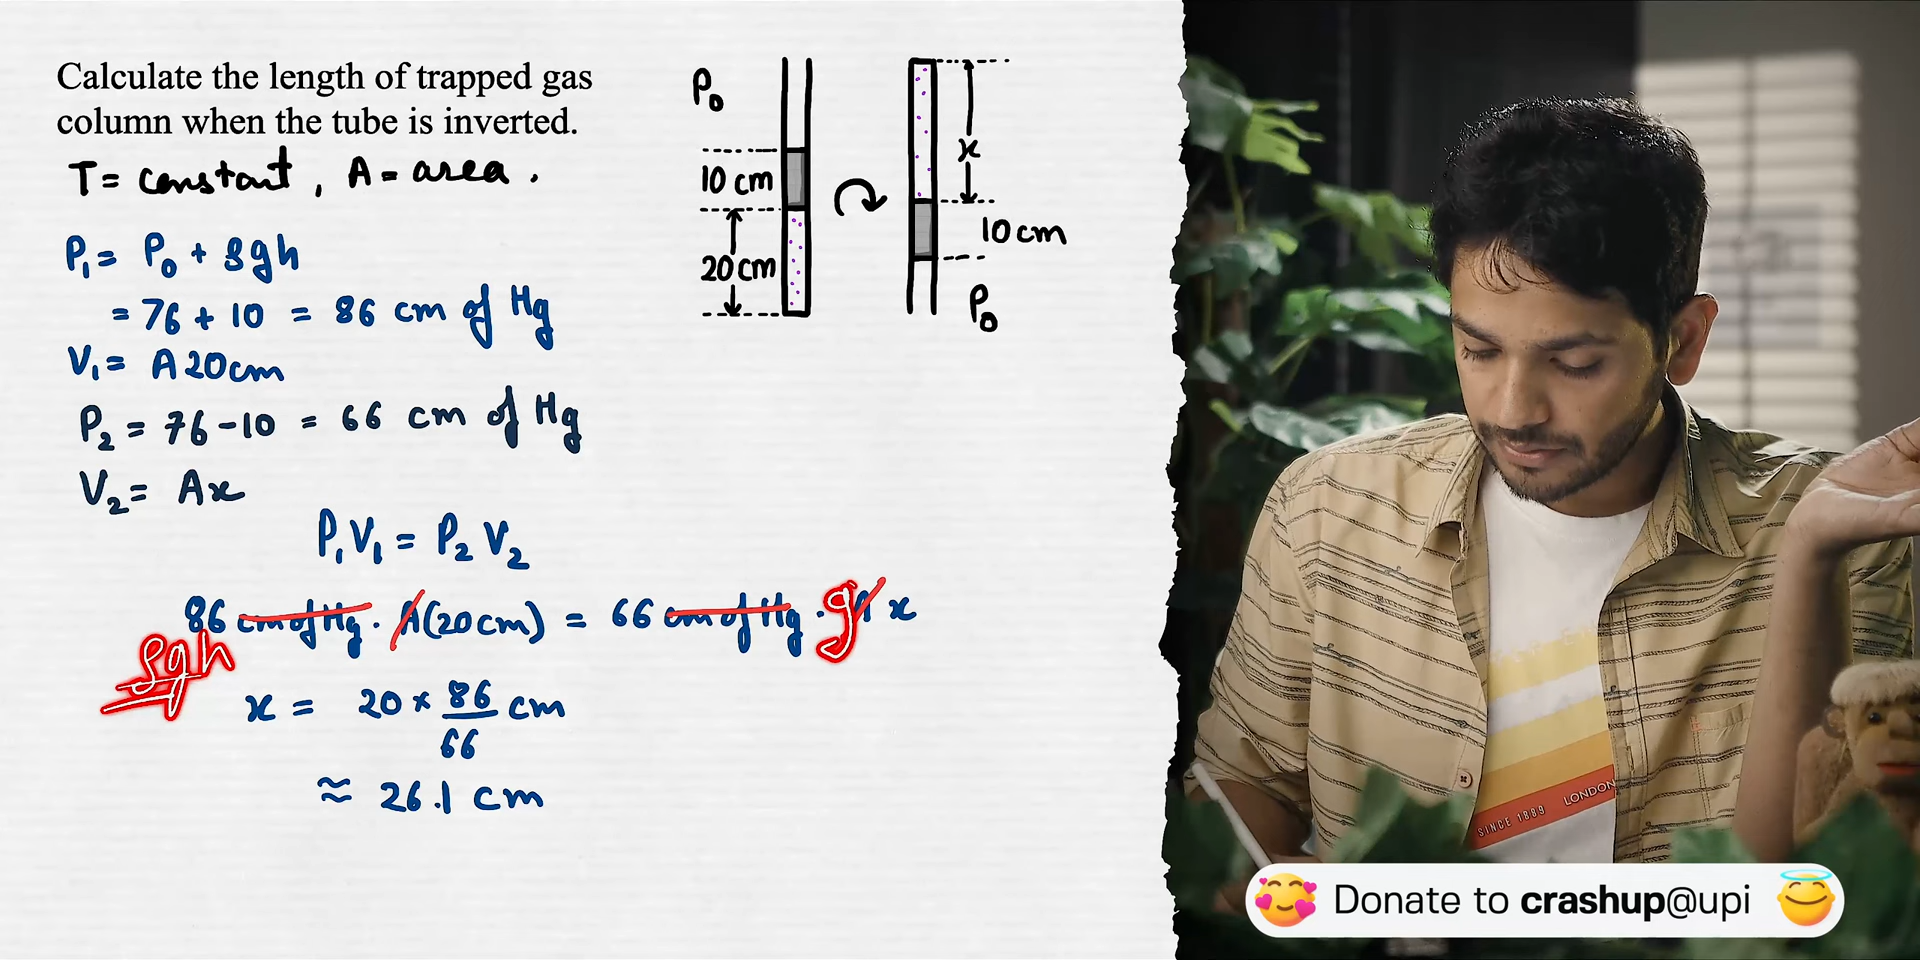 Calculate the length of trapped gas
column when the tube is inverted.
T = constant, A = area.
P₁ = P₀ + ρgh
= 76 + 10 = 86 cm of Hg
V₁ = A 20cm
P₂ = 76 - 10 = 66 cm of Hg
V₂ = Ax
P₁V₁ = P₂V₂
86 cm of Hg . A(20cm) = 66 cm of Hg . x
ρgh
g
x = 20 × 86/66 cm
≈ 26.1 cm
P₀
10 cm
20 cm
x
10 cm
P₀
SINCE 1889 LONDON
Donate to crashup@upi